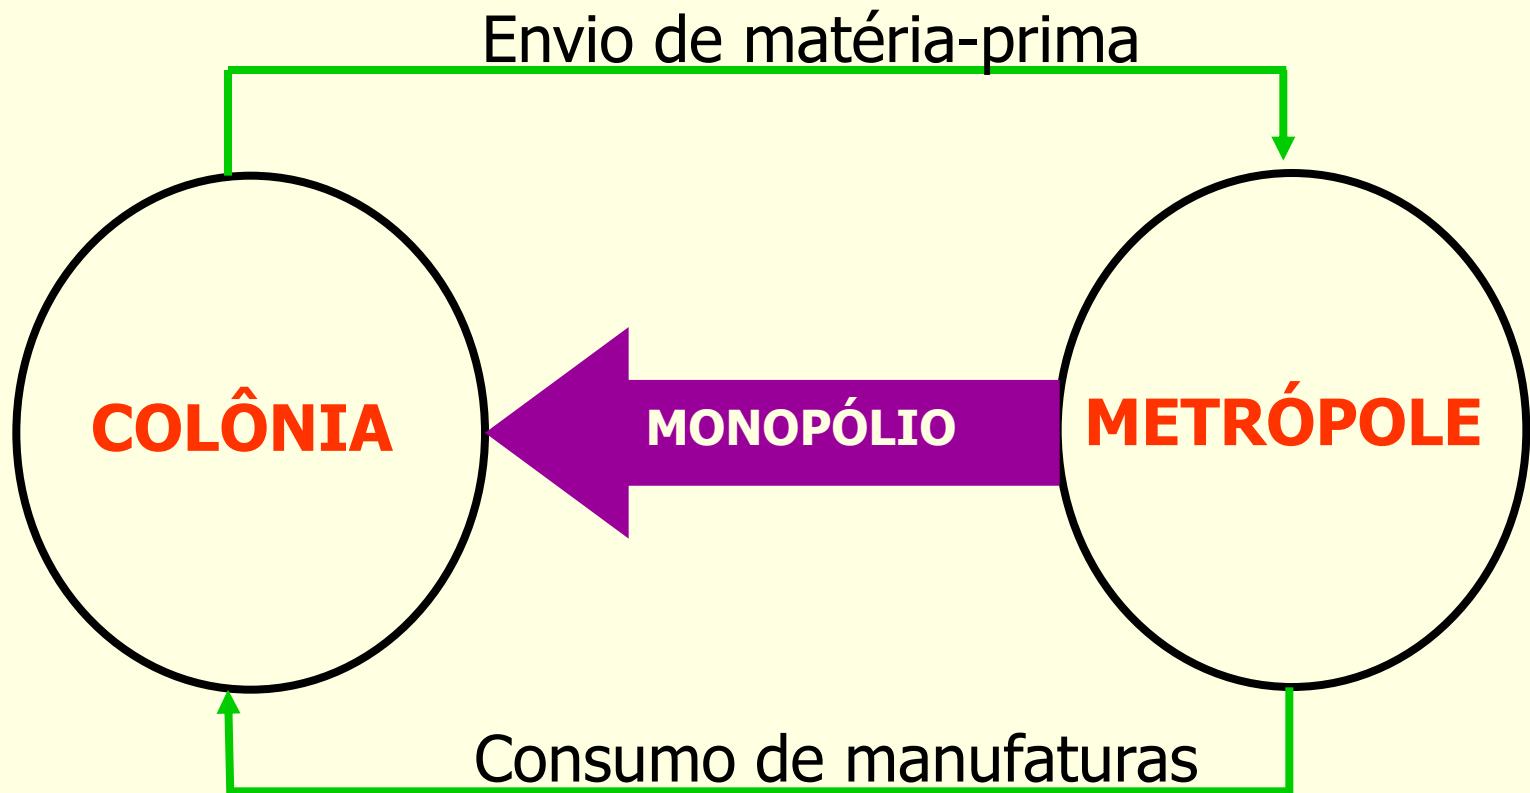 Envio de matéria-prima
COLÔNIA
MONOPÓLIO
METRÓPOLE
Consumo de manufaturas